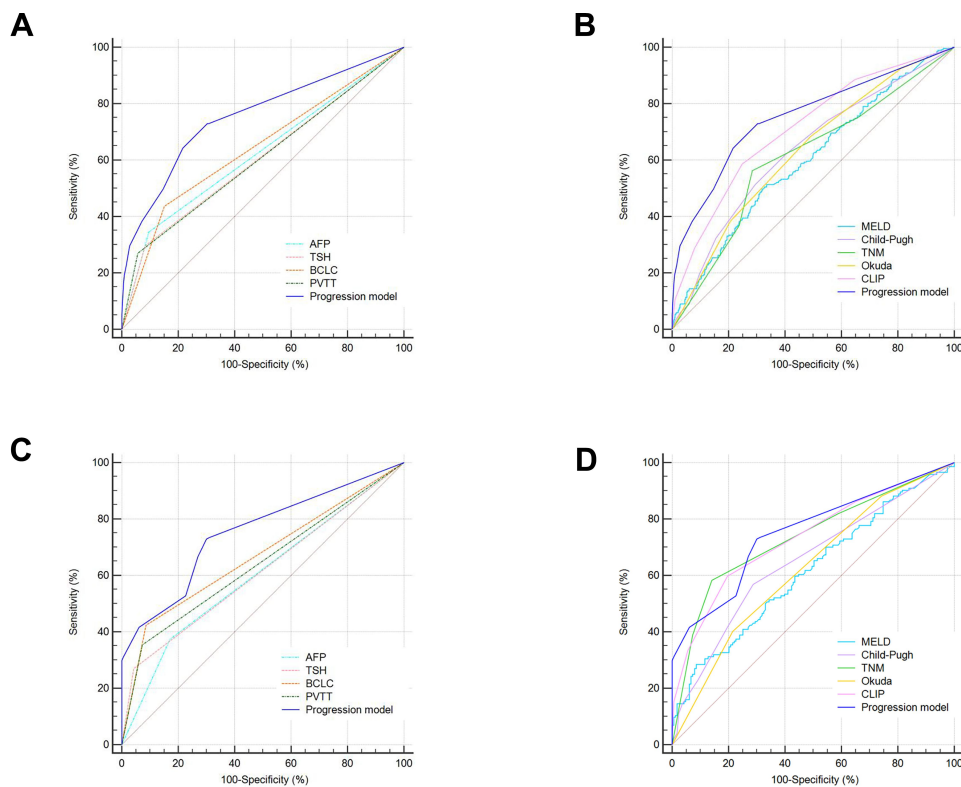 A
100
80
60
40
20
0
Sensitivity (%)
AFP
TSH
BCLC
PVTT
Progression model
0 20 40 60 80 100
100-Specificity (%)
B
100
80
60
40
20
0
Sensitivity (%)
MELD
Child-Pugh
TNM
Okuda
CLIP
Progression model
0 20 40 60 80 100
100-Specificity (%)
C
100
80
60
40
20
0
Sensitivity (%)
AFP
TSH
BCLC
PVTT
Progression model
0 20 40 60 80 100
100-Specificity (%)
D
100
80
60
40
20
0
Sensitivity (%)
MELD
Child-Pugh
TNM
Okuda
CLIP
Progression model
0 20 40 60 80 100
100-Specificity (%)